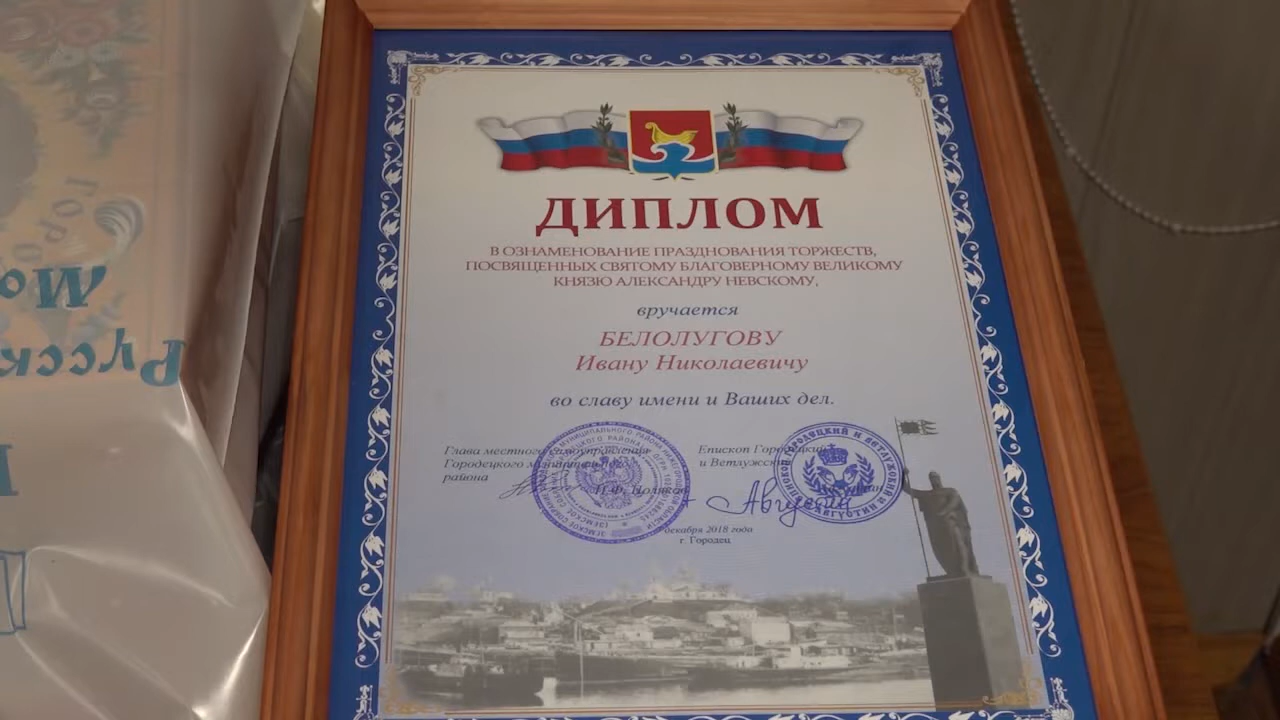 ДИПЛОМ
В ОЗНАМЕНОВАНИЕ ПРАЗДНОВАНИЯ ТОРЖЕСТВ,
ПОСВЯЩЕННЫХ СВЯТОМУ БЛАГОВЕРНОМУ ВЕЛИКОМУ
КНЯЗЮ АЛЕКСАНДРУ НЕВСКОМУ,
вручается
БЕЛОЛУГОВУ
Ивану Николаевичу
во славу имени и Ваших дел.
Глава местного самоуправления
Городецкого
района
Епископ Городецкий
и Ветлужский
Августин
декабря 2018 года
г. Городец
Русск